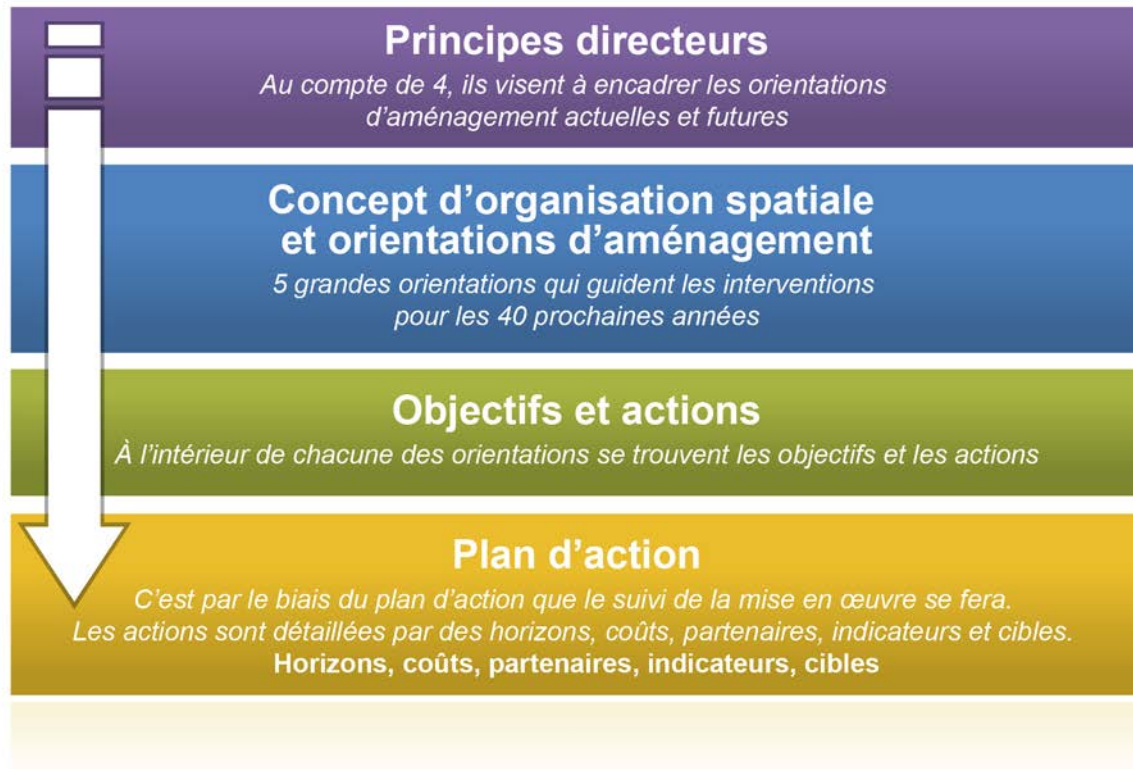 Principes directeurs
Au compte de 4, ils visent à encadrer les orientations
d’aménagement actuelles et futures
Concept d’organisation spatiale
et orientations d’aménagement
5 grandes orientations qui guident les interventions
pour les 40 prochaines années
Objectifs et actions
À l’intérieur de chacune des orientations se trouvent les objectifs et les actions
Plan d’action
C’est par le biais du plan d’action que le suivi de la mise en œuvre se fera.
Les actions sont détaillées par des horizons, coûts, partenaires, indicateurs et cibles.
Horizons, coûts, partenaires, indicateurs, cibles